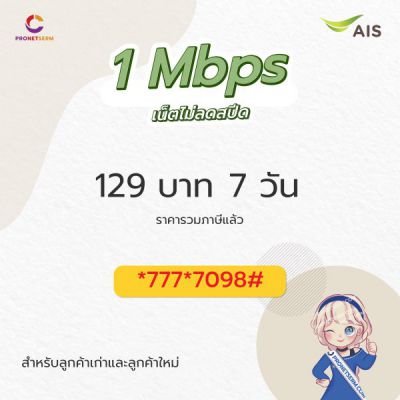 PRONETSERM
AIS
1 Mbps
เน็ตไม่ลดสปีด
129 บาท 7 วัน
ราคารวมภาษีแล้ว
*777*7098#
สำหรับลูกค้าเก่าและลูกค้าใหม่
PRONETSERM.COM